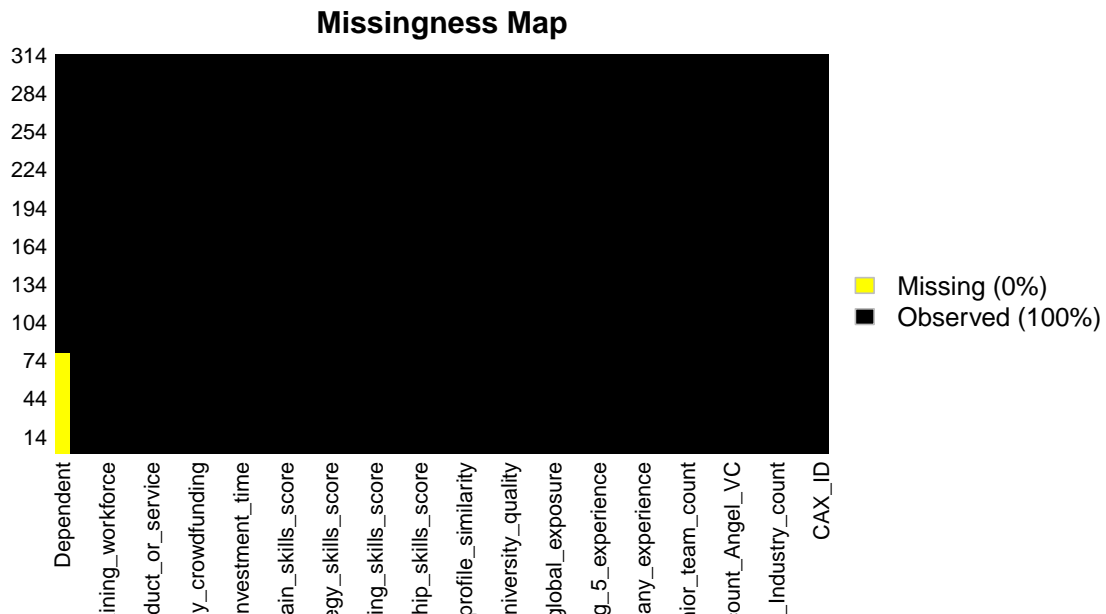 Missingness Map
314
284
254
224
194
164
134
104
74
44
14
Missing (0%)
Observed (100%)
Dependent
ining_workforce
duct_or_service
y_crowdfunding
nvestment_time
ain_skills_score
egy_skills_score
ing_skills_score
hip_skills_score
profile_similarity
niversity_quality
global_exposure
g_5_experience
any_experience
nior_team_count
ount_Angel_VC
_Industry_count
CAX_ID